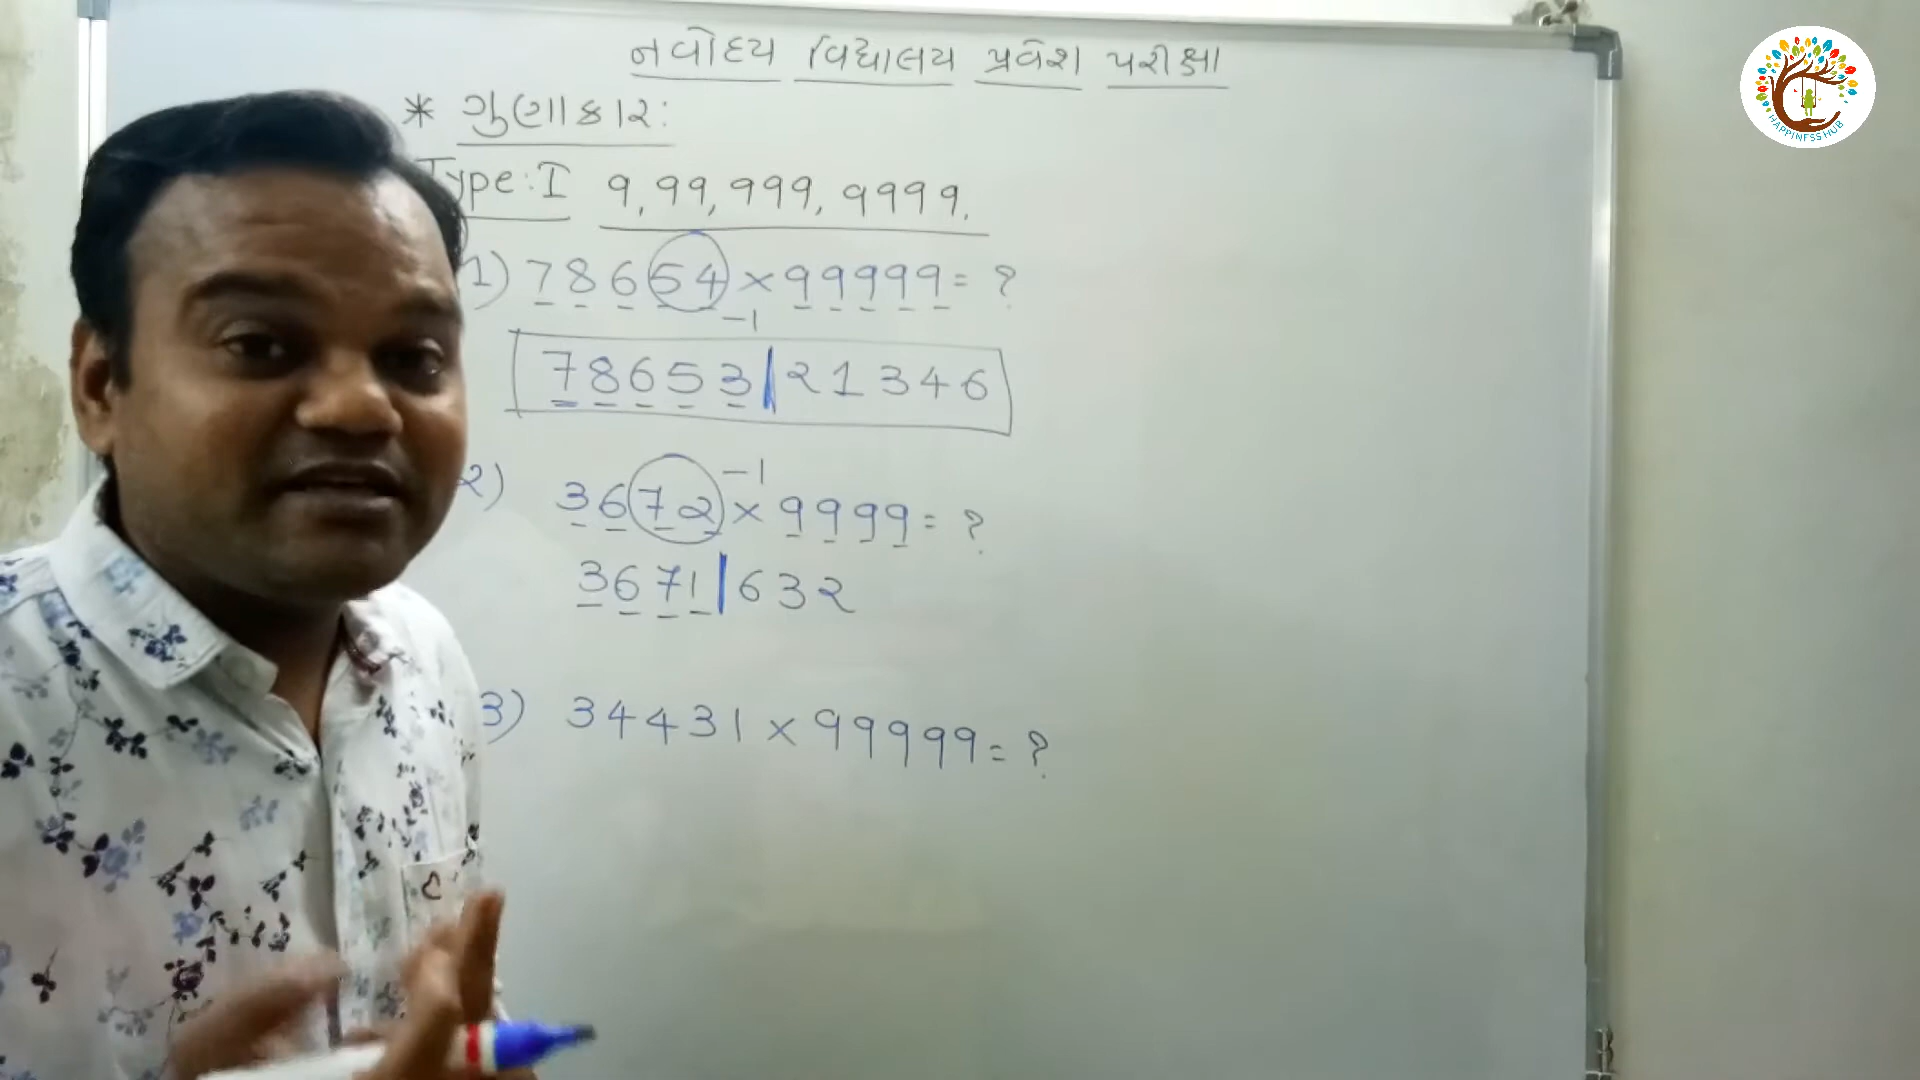 નવોદય વિદ્યાલય પ્રવેશ પરીક્ષા
* ગુણાકાર:
Type: I 9, 99, 999, 9999.
1) 78654 × 99999 = ?
-1
78653|21346
-1
2) 3672 × 9999 = ?
3671|632
3) 34431 × 99999 = ?
HAPPINESS HUB